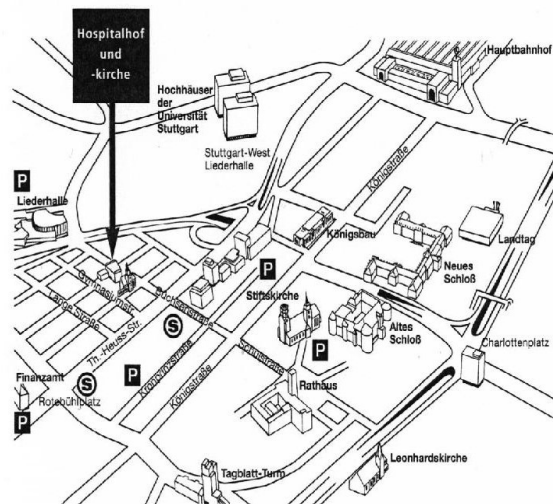 Hospitalhof
und
-kirche
Hauptbahnhof
Hochhäuser
der
Universität
Stuttgart
Stuttgart-West
Liederhalle
Königstraße
P
Liederhalle
Königsbau
Landtag
Neues
Schloß
Gymnasiumstr.
Lange Straße
Büchsenstraße
P
Stiftskirche
Th.-Heuss-Str.
S
Altes
Schloß
Charlottenplatz
Kronprinzstraße
Schulstraße
P
Finanzamt
S
P
Königstraße
Rathaus
Rotebühlplatz
P
Leonhardskirche
Tagblatt-Turm